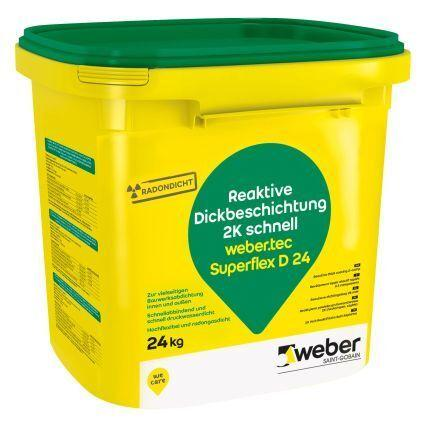 RADONDICHT
Reaktive
Dickbeschichtung
2K schnell
weber.tec
Superflex D 24
Zur vielseitigen
Bauwerksabdichtung
innen und außen
Schnellabbindend und
schnell druckwasserdicht
Hochflexibel und radongasdicht
24 kg
we
care
weber
SAINT-GOBAIN